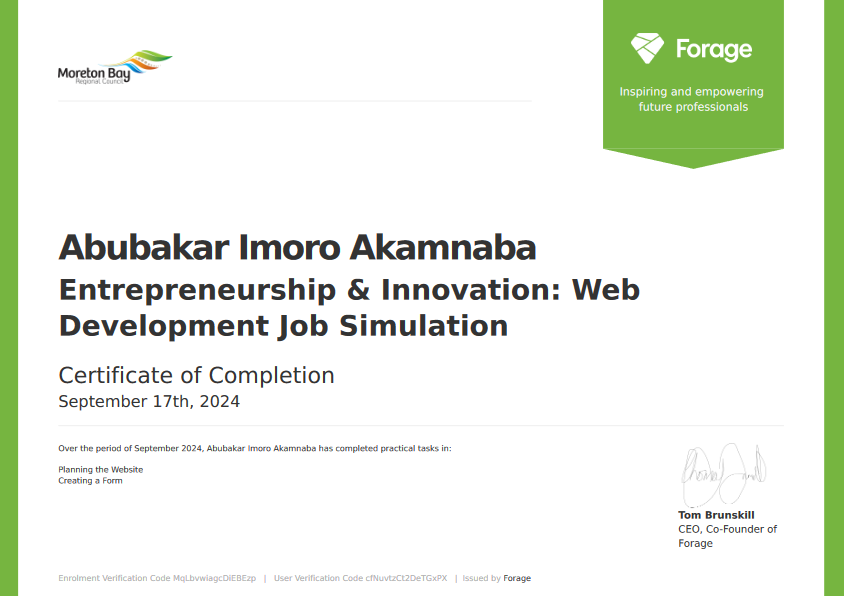 Moreton Bay
Regional Council
Forage
Inspiring and empowering
future professionals
Abubakar Imoro Akamnaba
Entrepreneurship & Innovation: Web
Development Job Simulation
Certificate of Completion
September 17th, 2024
Over the period of September 2024, Abubakar Imoro Akamnaba has completed practical tasks in:
Planning the Website
Creating a Form
Tom Brunskill
CEO, Co-Founder of
Forage
Enrolment Verification Code MqLbvwiagcDiEBEzp | User Verification Code cfNuvtzCt2DeTGxPX | Issued by Forage